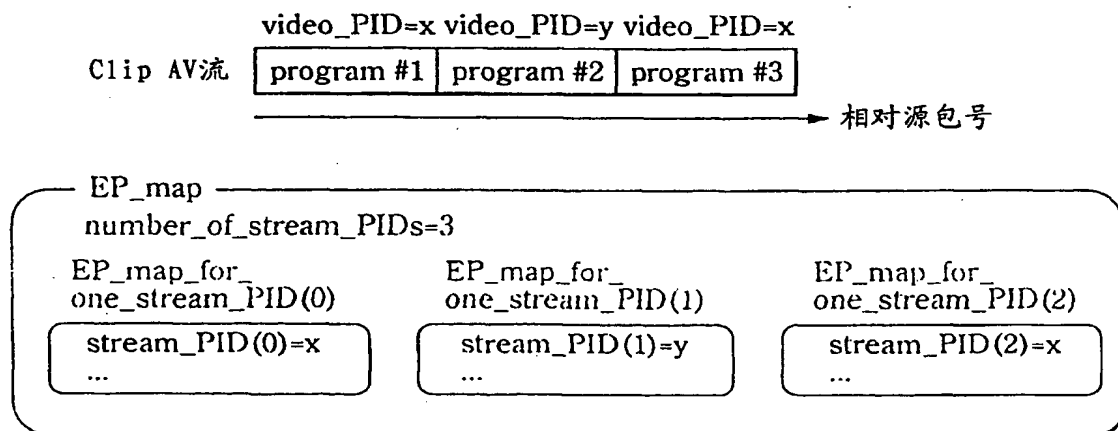 video_PID=x video_PID=y video_PID=x
Clip AV流 program #1 program #2 program #3
相对源包号
EP_map
number_of_stream_PIDs=3
EP_map_for_ EP_map_for_ EP_map_for_
one_stream_PID(0) one_stream_PID(1) one_stream_PID(2)
stream_PID(0)=x stream_PID(1)=y stream_PID(2)=x
... ... ...